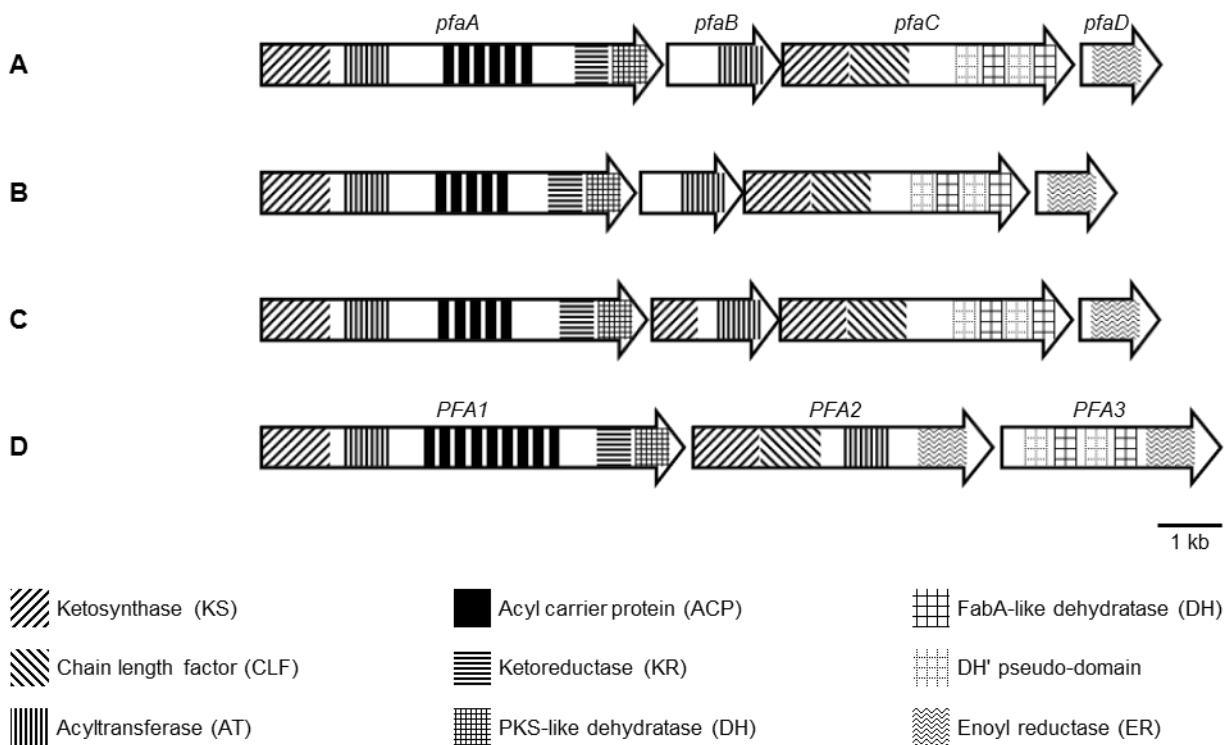 pfaA pfaB pfaC pfaD
A
B
C
PFA1 PFA2 PFA3
D
1 kb
Ketosynthase (KS) Acyl carrier protein (ACP) FabA-like dehydratase (DH)
Chain length factor (CLF) Ketoreductase (KR) DH' pseudo-domain
Acyltransferase (AT) PKS-like dehydratase (DH) Enoyl reductase (ER)